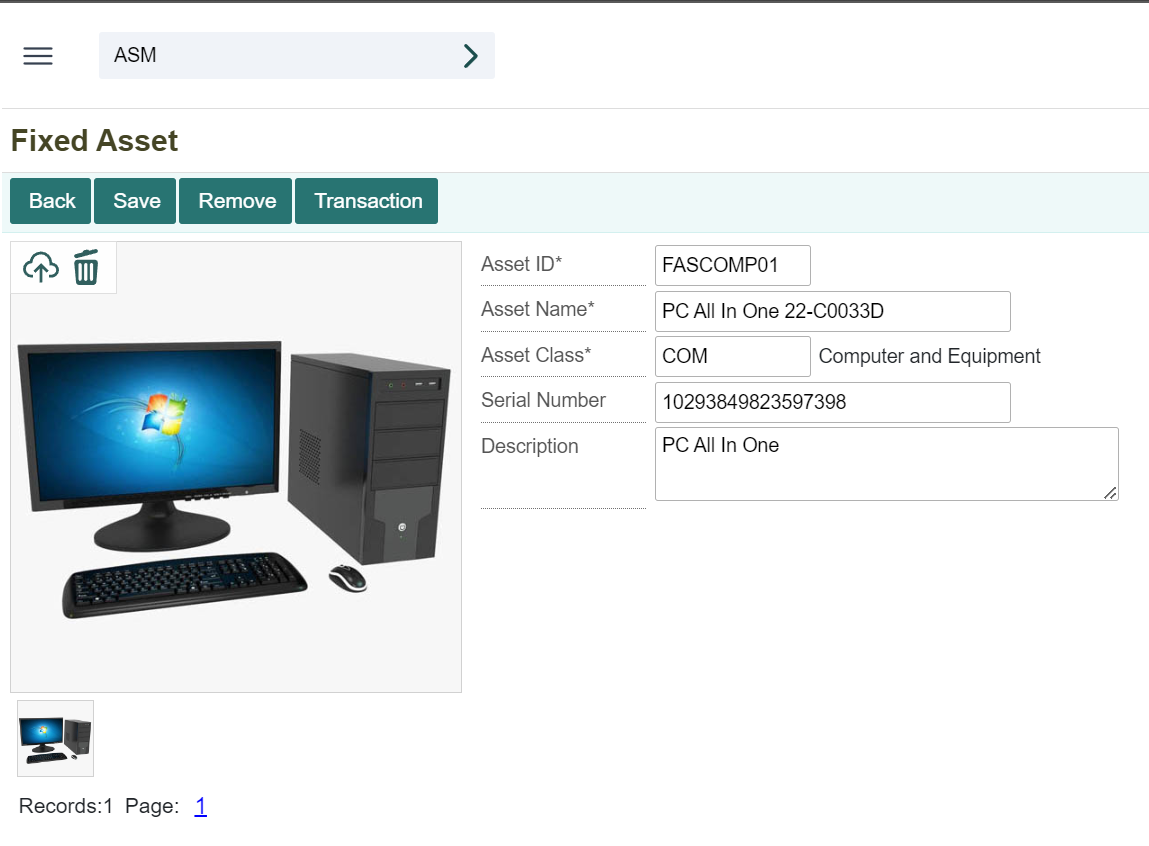 ASM
Fixed Asset
Back Save Remove Transaction
Asset ID* FASCOMP01
Asset Name* PC All In One 22-C0033D
Asset Class* COM Computer and Equipment
Serial Number 10293849823597398
Description PC All In One
Records:1 Page: 1